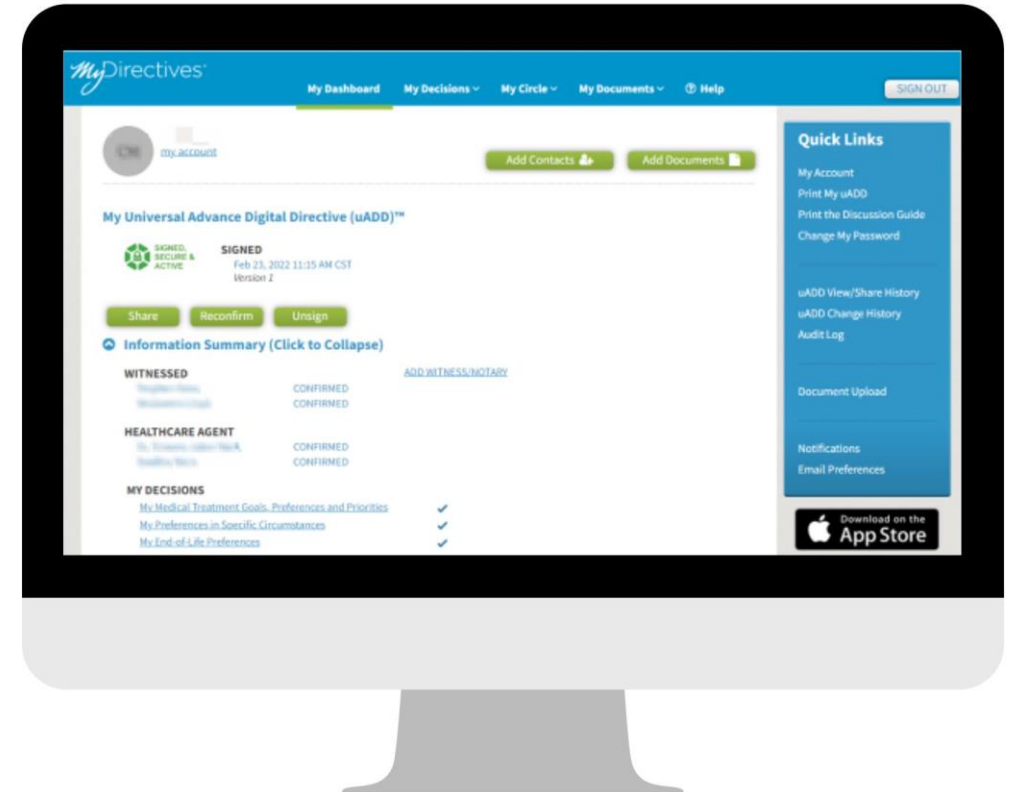 MyDirectives
My Dashboard My Decisions My Circle My Documents Help SIGN OUT
my account
Add Contacts Add Documents
My Universal Advance Digital Directive (uADD)™
SIGNED, SECURE & ACTIVE
SIGNED
Feb 23, 2022 11:15 AM CST
Version 1
Share Reconfirm Unsign
Information Summary (Click to Collapse)
WITNESSED ADD WITNESS/NOTARY
CONFIRMED
CONFIRMED
HEALTHCARE AGENT
CONFIRMED
CONFIRMED
MY DECISIONS
My Medical Treatment Goals, Preferences and Priorities
My Preferences in Specific Circumstances
My End-of-Life Preferences
Quick Links
My Account
Print My uADD
Print the Discussion Guide
Change My Password
uADD View/Share History
uADD Change History
Audit Log
Document Upload
Notifications
Email Preferences
Download on the
App Store